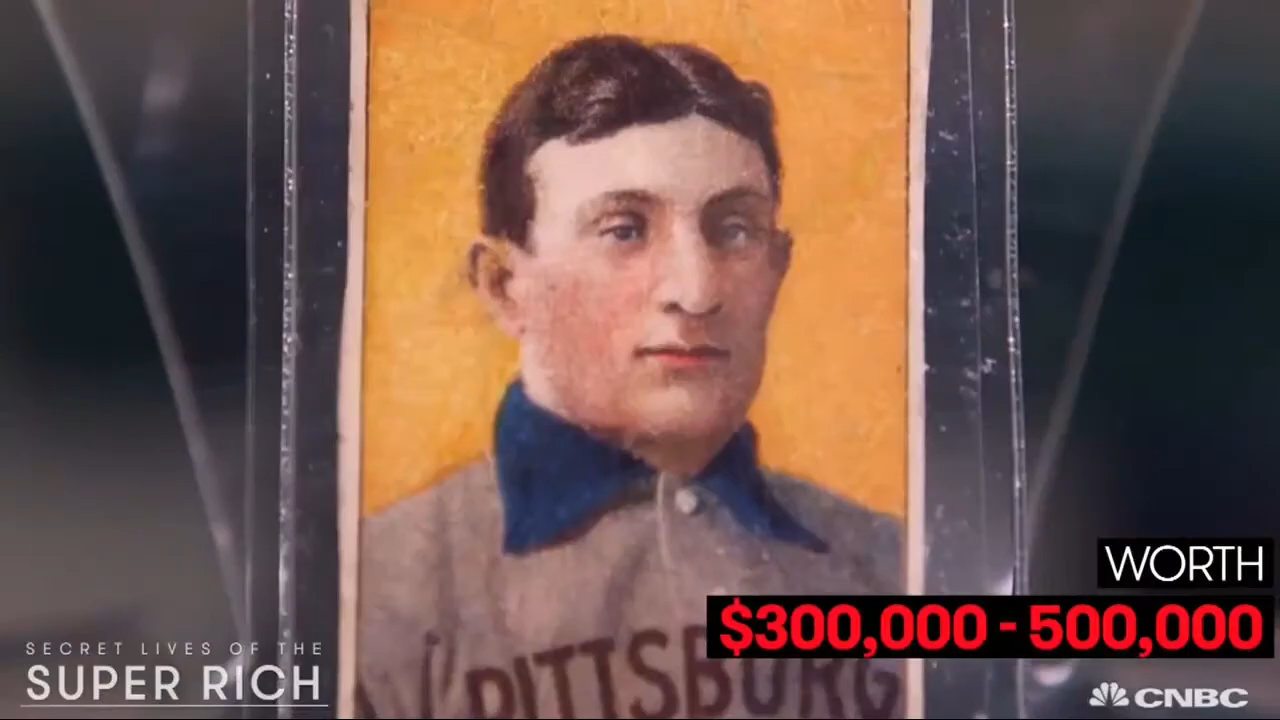 PITTSBURG
WORTH
$300,000 - 500,000
SECRET LIVES OF THE
SUPER RICH
CNBC